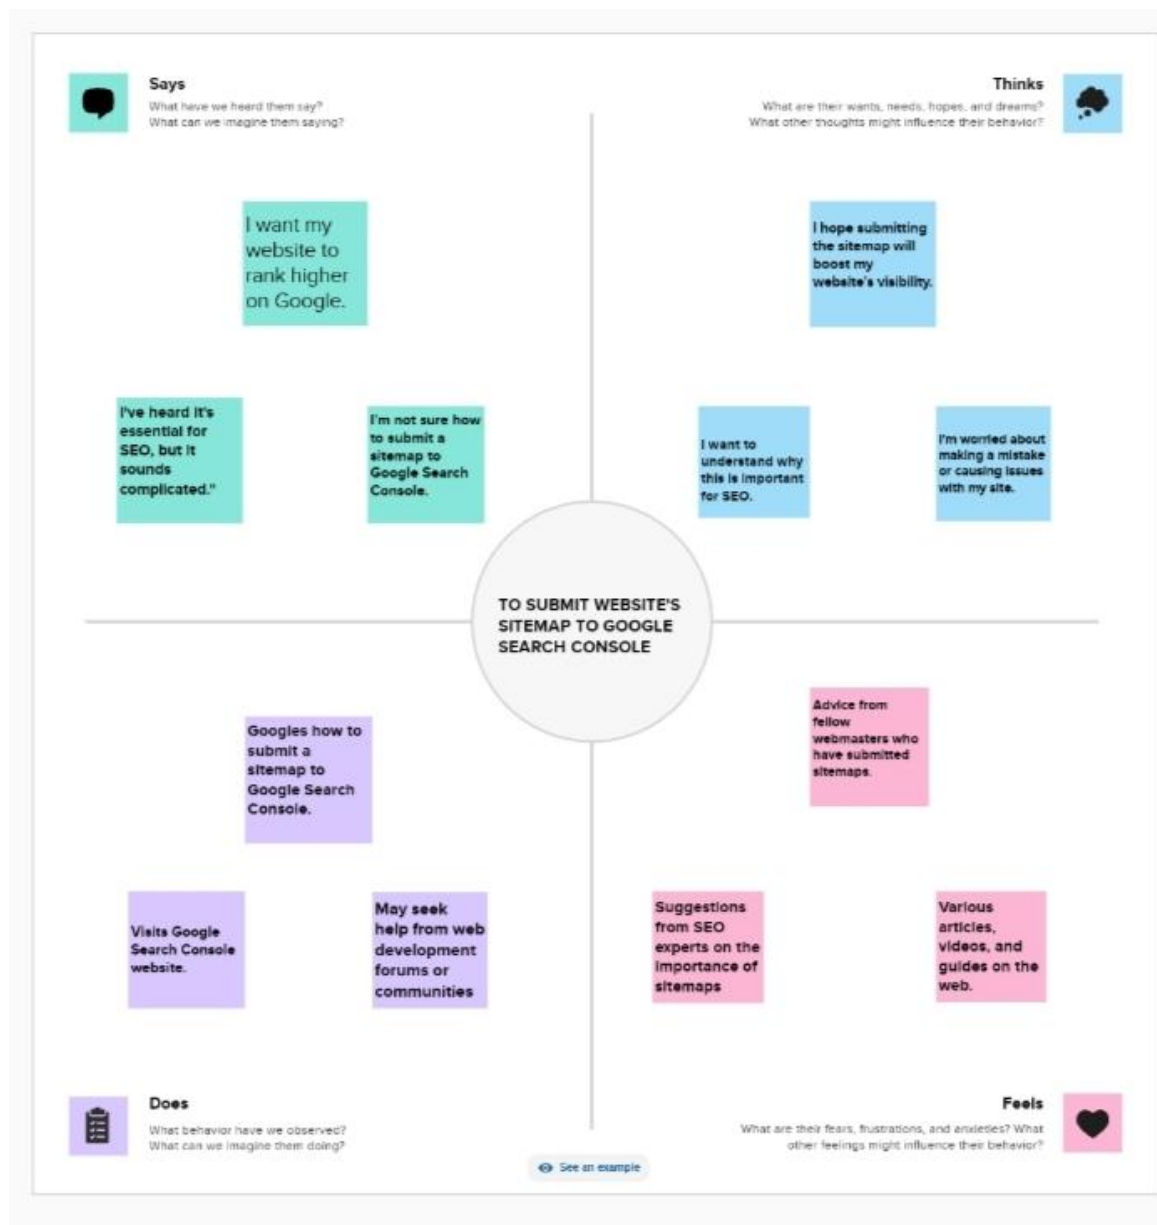 Says
What have we heard them say?
What can we imagine them saying?
Thinks
What are their wants, needs, hopes, and dreams?
What other thoughts might influence their behavior?
I want my
website to
rank higher
on Google.
I've heard it's
essential for
SEO, but it
sounds
complicated."
I'm not sure how
to submit a
sitemap to
Google Search
Console.
I hope submitting
the sitemap will
boost my
website's visibility.
I want to
understand why
this is important
for SEO.
I'm worried about
making a mistake
or causing issues
with my site.
TO SUBMIT WEBSITE'S
SITEMAP TO GOOGLE
SEARCH CONSOLE
Googles how to
submit a
sitemap to
Google Search
Console.
Visits Google
Search Console
website.
May seek
help from web
development
forums or
communities
Advice from
fellow
webmasters who
have submitted
sitemaps.
Suggestions
from SEO
experts on the
importance of
sitemaps
Various
articles,
videos, and
guides on the
web.
Does
What behavior have we observed?
What can we imagine them doing?
Feels
What are their fears, frustrations, and anxieties? What
other feelings might influence their behavior?
See an example